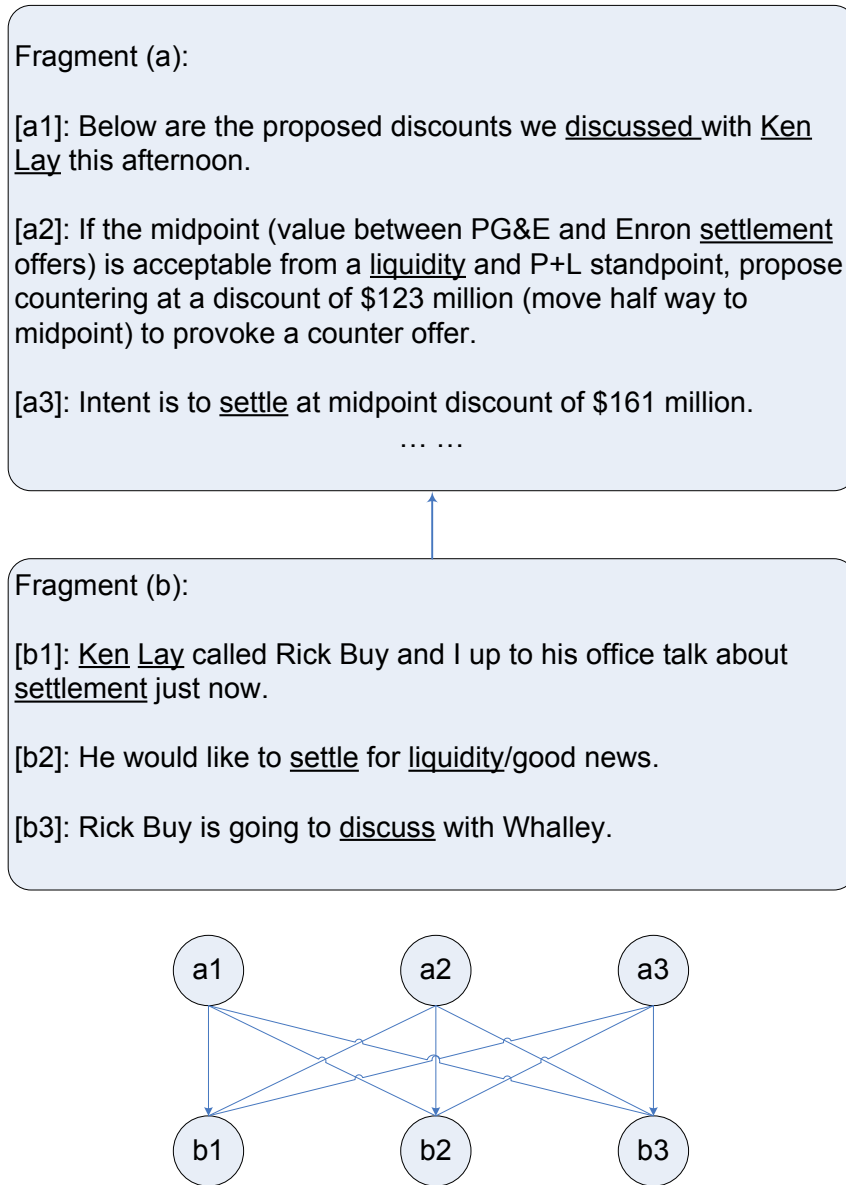 Fragment (a):
[a1]: Below are the proposed discounts we discussed with Ken
Lay this afternoon.
[a2]: If the midpoint (value between PG&E and Enron settlement
offers) is acceptable from a liquidity and P+L standpoint, propose
countering at a discount of $123 million (move half way to
midpoint) to provoke a counter offer.
[a3]: Intent is to settle at midpoint discount of $161 million.
… …
Fragment (b):
[b1]: Ken Lay called Rick Buy and I up to his office talk about
settlement just now.
[b2]: He would like to settle for liquidity/good news.
[b3]: Rick Buy is going to discuss with Whalley.
a1 a2 a3
b1 b2 b3